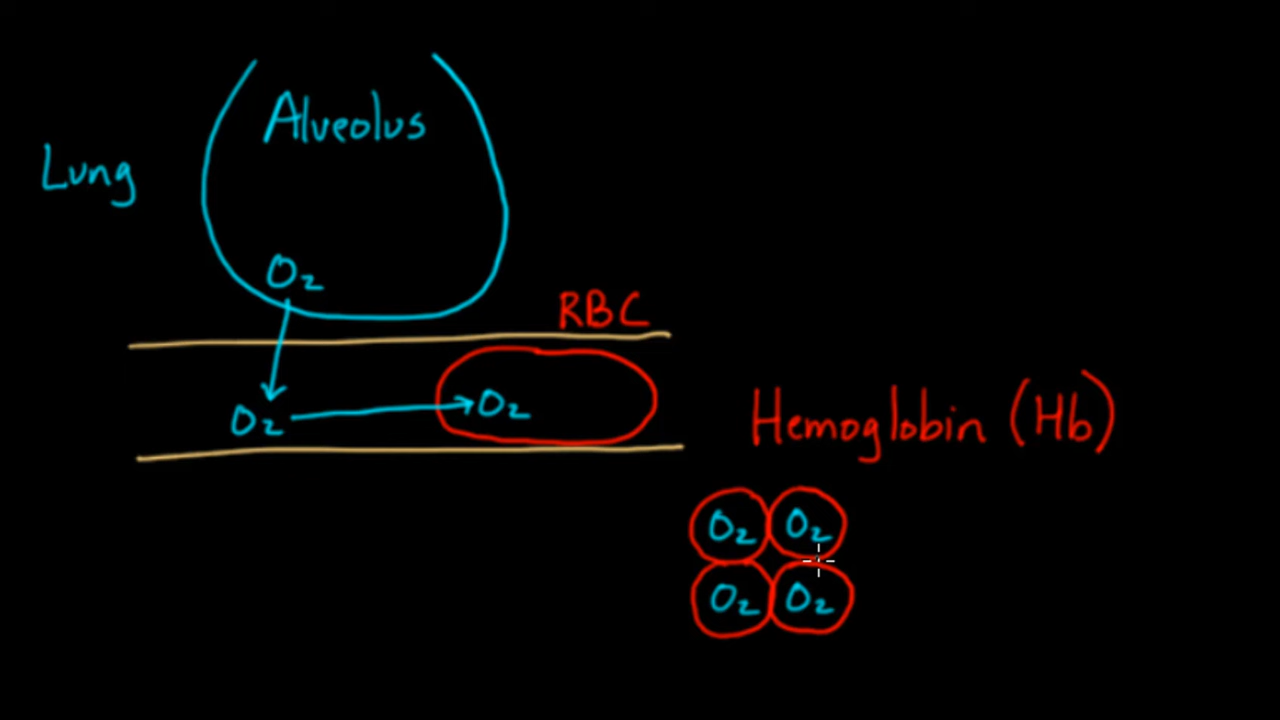 Alveolus
Lung
O2
RBC
O2
O2
Hemoglobin (Hb)
O2 O2
O2 O2